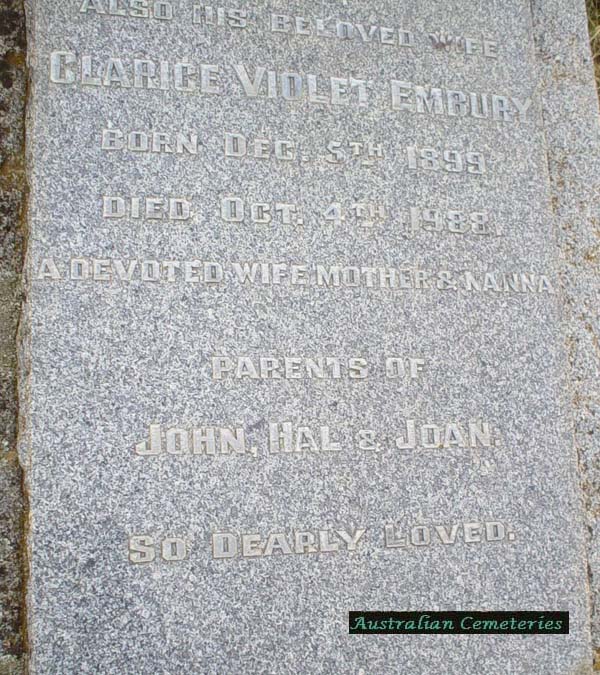 ALSO HIS BELOVED WIFE
CLARICE VIOLET EMBURY
BORN DEC. 5TH 1899
DIED OCT. 4TH 1988.
A DEVOTED WIFE MOTHER & NANNA
PARENTS OF
JOHN, HAL & JOAN.
SO DEARLY LOVED.
Australian Cemeteries